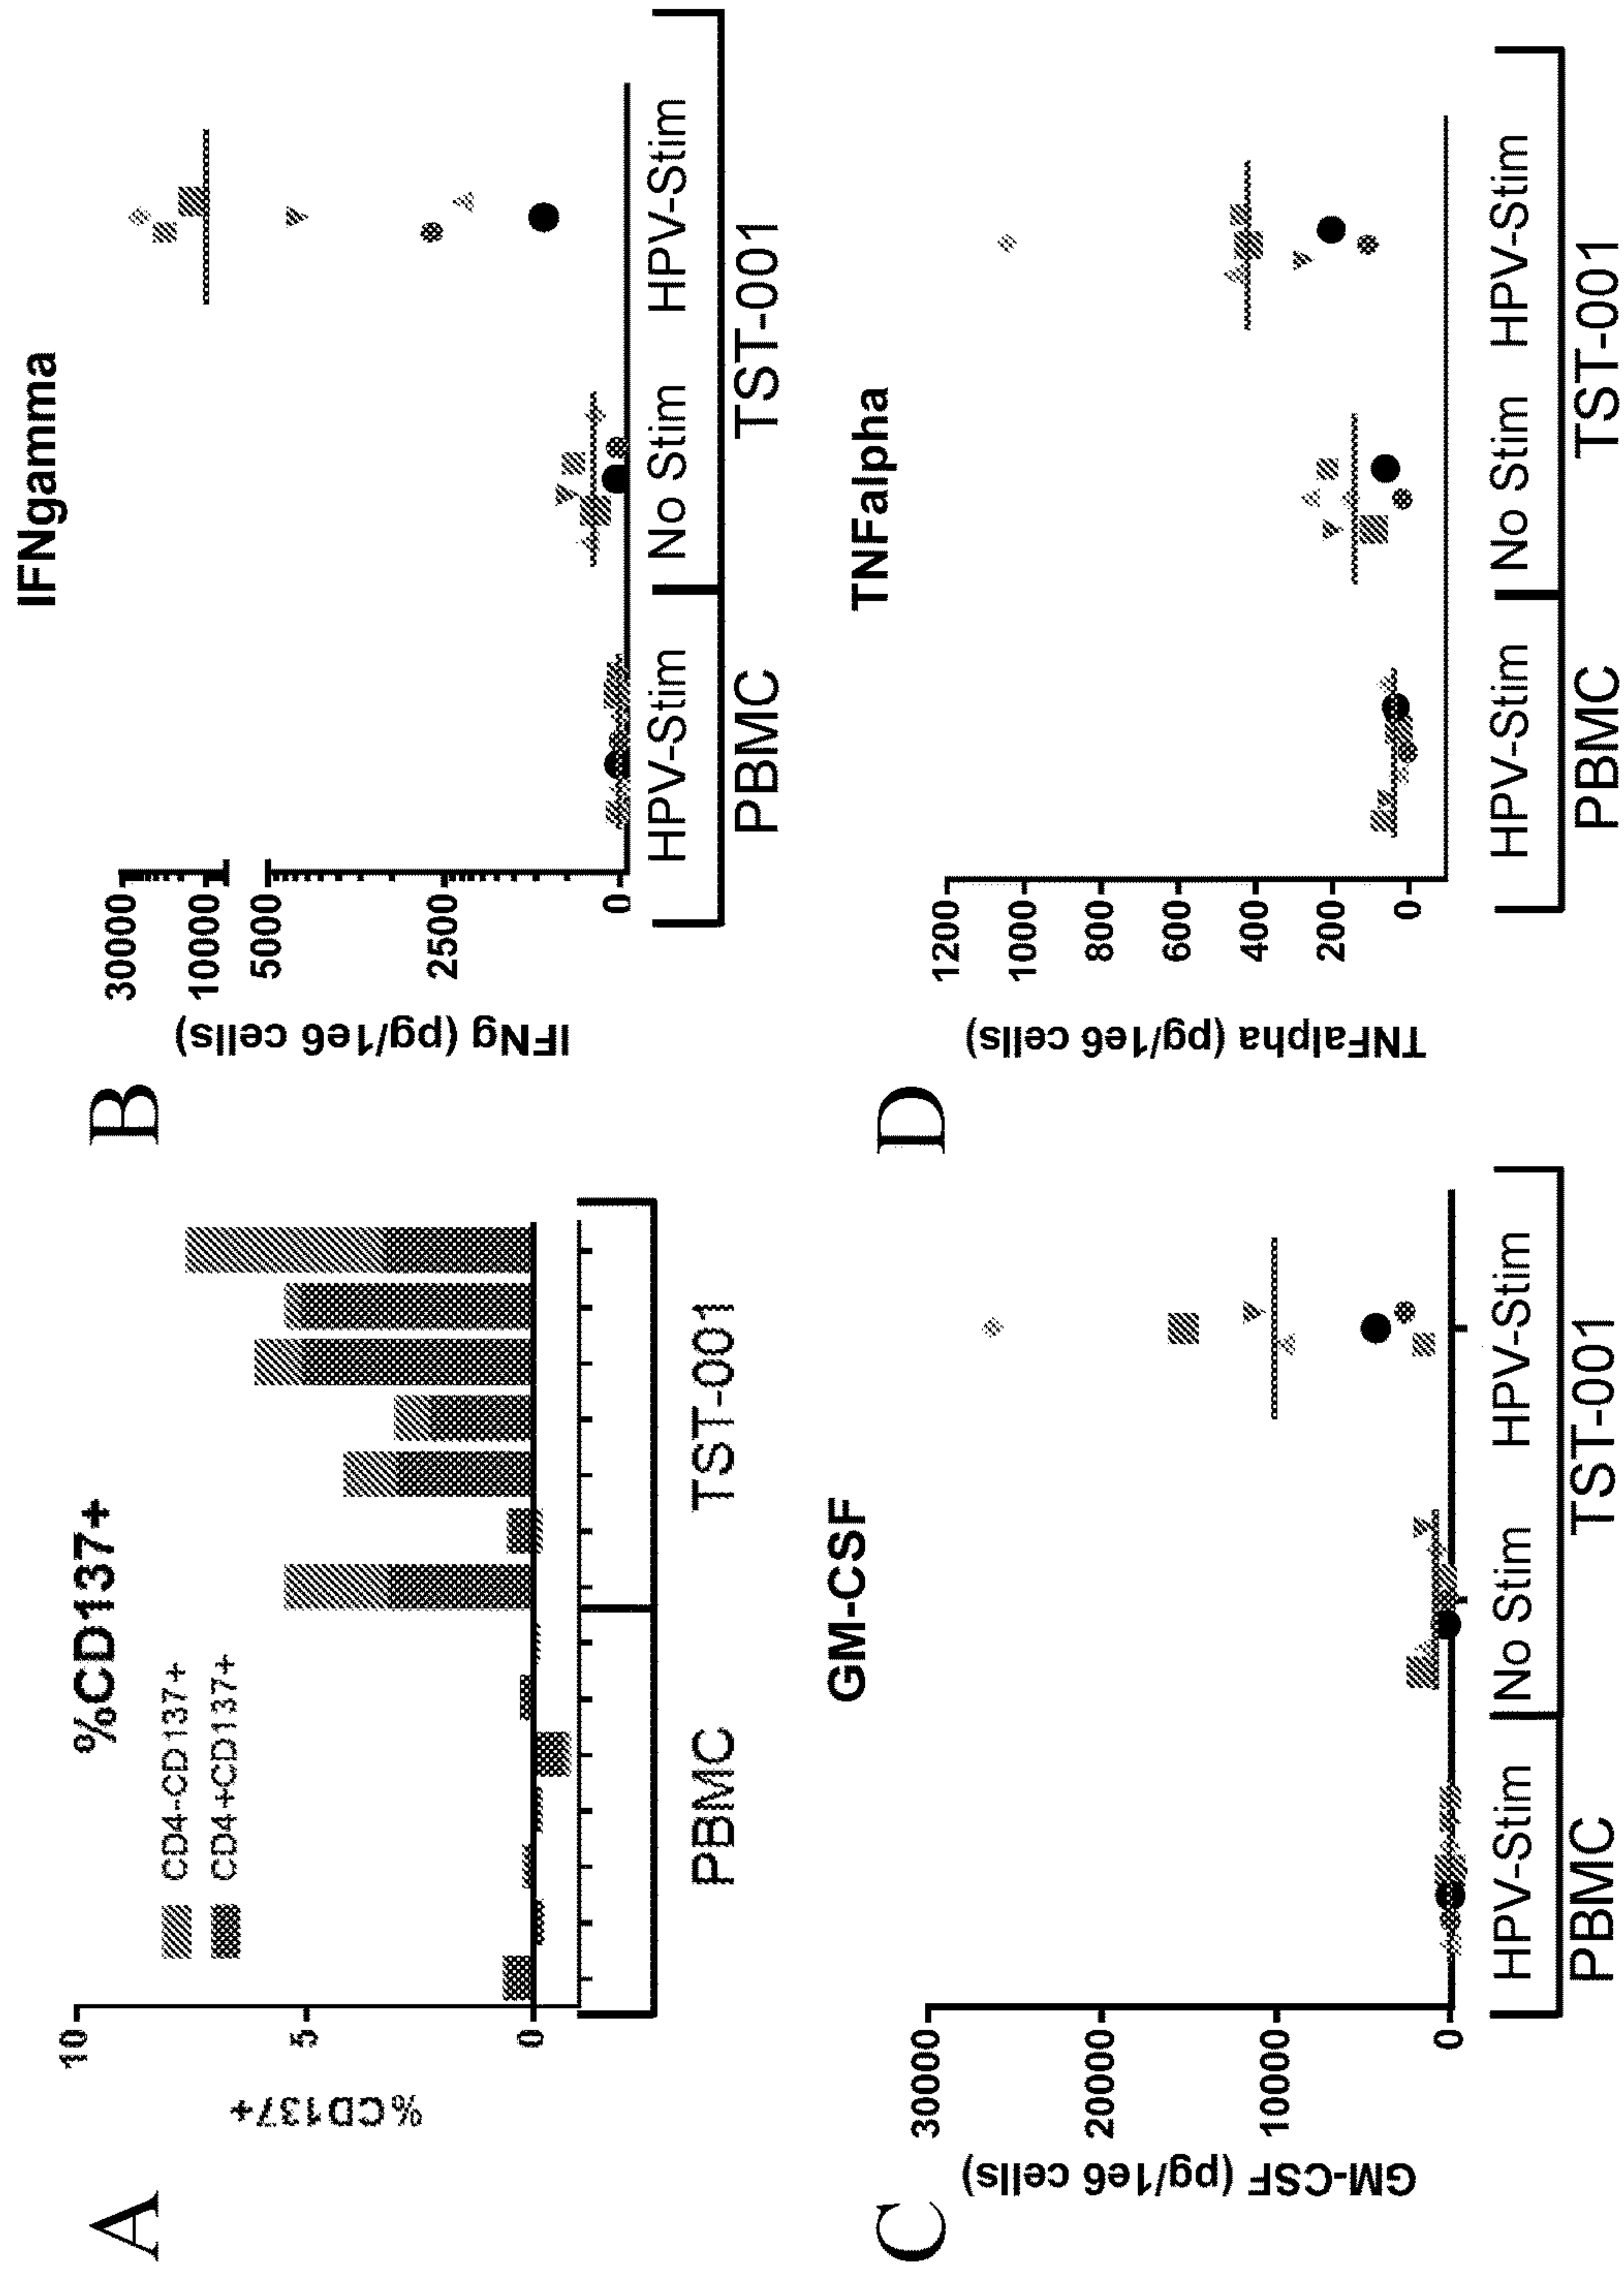 A
%CD137+
CD4-CD137+
CD4+CD137+
%CD137+
10
5
0
PBMC
TST-001
B
IFNgamma
IFNg (pg/1e6 cells)
30000
10000
5000
2500
0
HPV-Stim
No Stim
HPV-Stim
PBMC
TST-001
C
GM-CSF
GM-CSF (pg/1e6 cells)
30000
20000
10000
0
HPV-Stim
No Stim
HPV-Stim
PBMC
TST-001
D
TNFalpha
TNFalpha (pg/1e6 cells)
1200
1000
800
600
400
200
0
HPV-Stim
No Stim
HPV-Stim
PBMC
TST-001